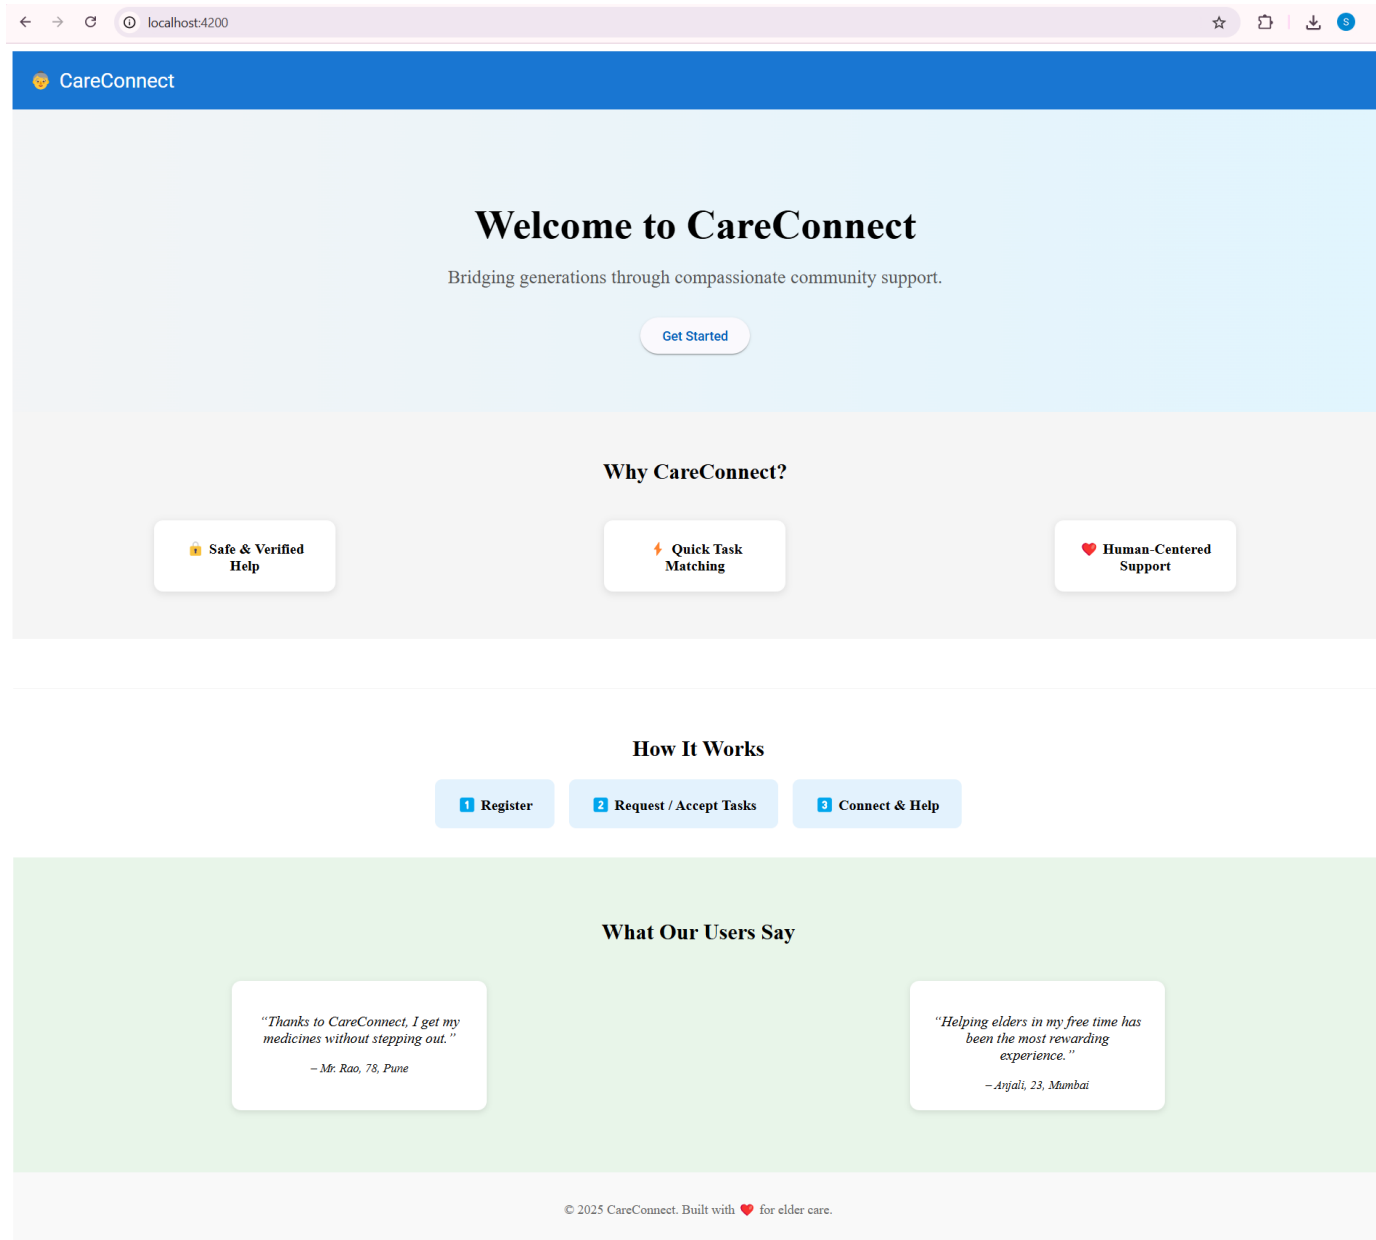 localhost:4200
S
CareConnect
Welcome to CareConnect
Bridging generations through compassionate community support.
Get Started
Why CareConnect?
🔒 Safe & Verified
Help
⚡ Quick Task
Matching
❤️ Human-Centered
Support
How It Works
1️⃣ Register
2️⃣ Request / Accept Tasks
3️⃣ Connect & Help
What Our Users Say
“Thanks to CareConnect, I get my
medicines without stepping out.”
– Mr. Rao, 78, Pune
“Helping elders in my free time has
been the most rewarding
experience.”
– Anjali, 23, Mumbai
© 2025 CareConnect. Built with ❤️ for elder care.